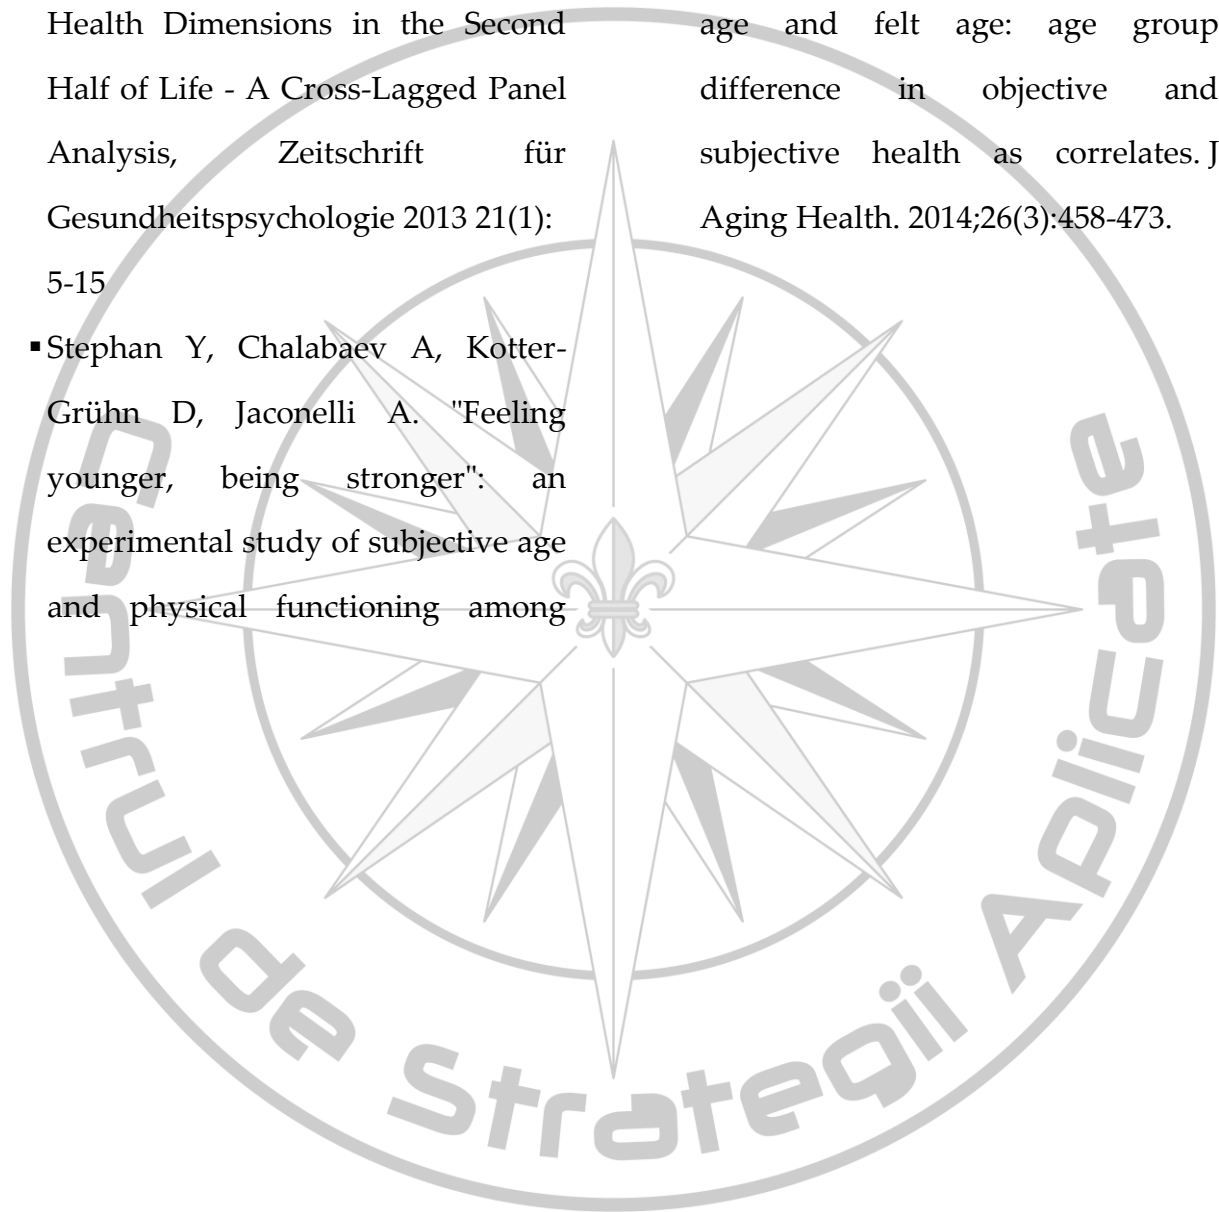 Health Dimensions in the Second
Half of Life - A Cross-Lagged Panel
Analysis, Zeitschrift für
Gesundheitspsychologie 2013 21(1):
5-15
▪Stephan Y, Chalabaev A, Kotter-
Grühn D, Jaconelli A. "Feeling
younger, being stronger": an
experimental study of subjective age
and physical functioning among
age and felt age: age group
difference in objective and
subjective health as correlates. J
Aging Health. 2014;26(3):458-473.
Centrul de Strategii Aplicate